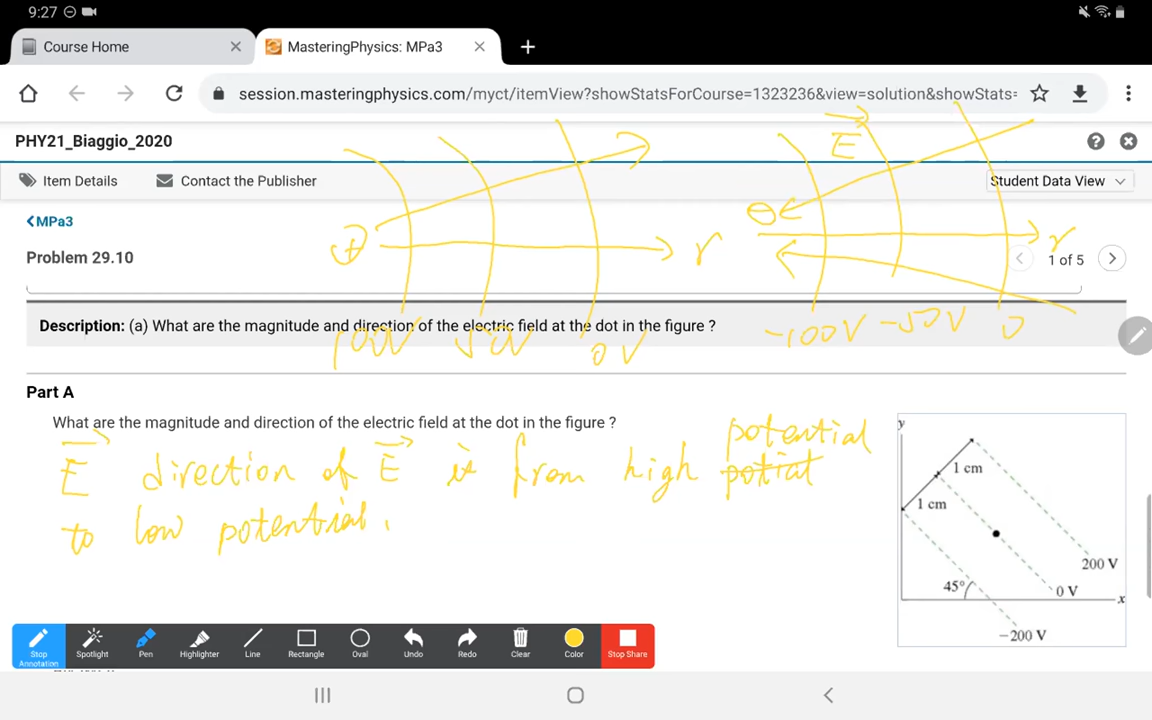 9:27
Course Home
MasteringPhysics: MPa3
session.masteringphysics.com/myct/itemView?showStatsForCourse=1323236&view=solution&showStats=
PHY21_Biaggio_2020
E
Item Details
Contact the Publisher
Student Data View
MPa3
r
r
Problem 29.10
1 of 5
Description: (a) What are the magnitude and direction of the electric field at the dot in the figure ?
100V 50V 0 V
-100V -50V 0
Part A
What are the magnitude and direction of the electric field at the dot in the figure ?
potential
E direction of E is from high potial
to low potential.
y
1 cm
1 cm
200 V
45°
0 V
x
−200 V
Stop Annotation
Spotlight
Pen
Highlighter
Line
Rectangle
Oval
Undo
Redo
Clear
Color
Stop Share